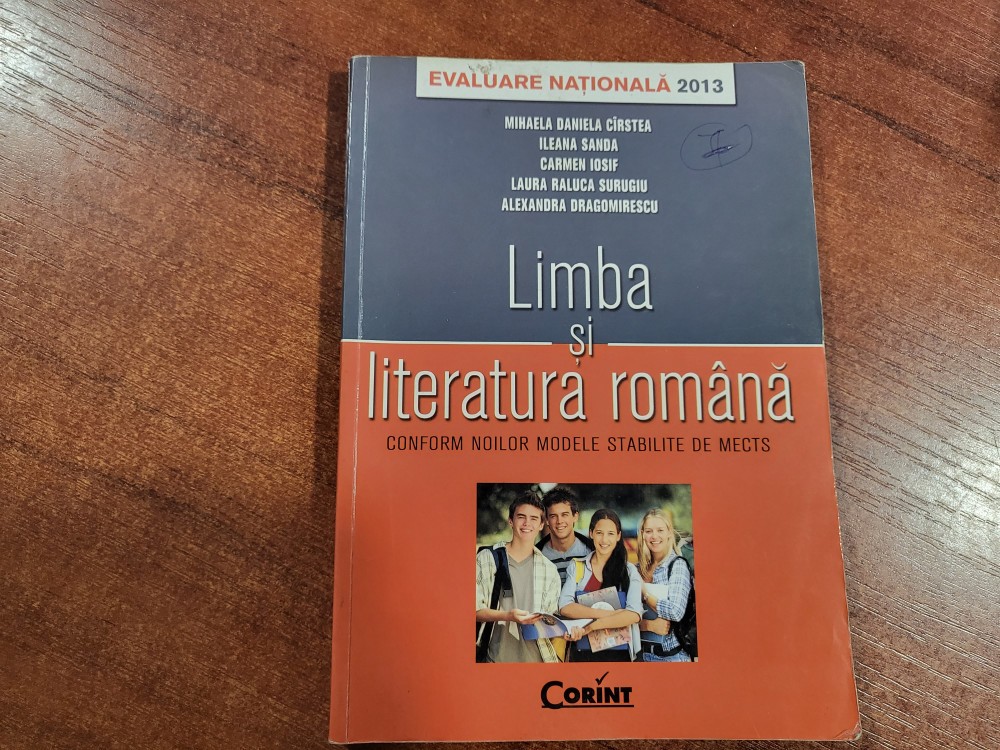 EVALUARE NAȚIONALĂ 2013
MIHAELA DANIELA CÎRSTEA
ILEANA SANDA
CARMEN IOSIF
LAURA RALUCA SURUGIU
ALEXANDRA DRAGOMIRESCU
Limba
și
literatura română
CONFORM NOILOR MODELE STABILITE DE MECTS
CORINT